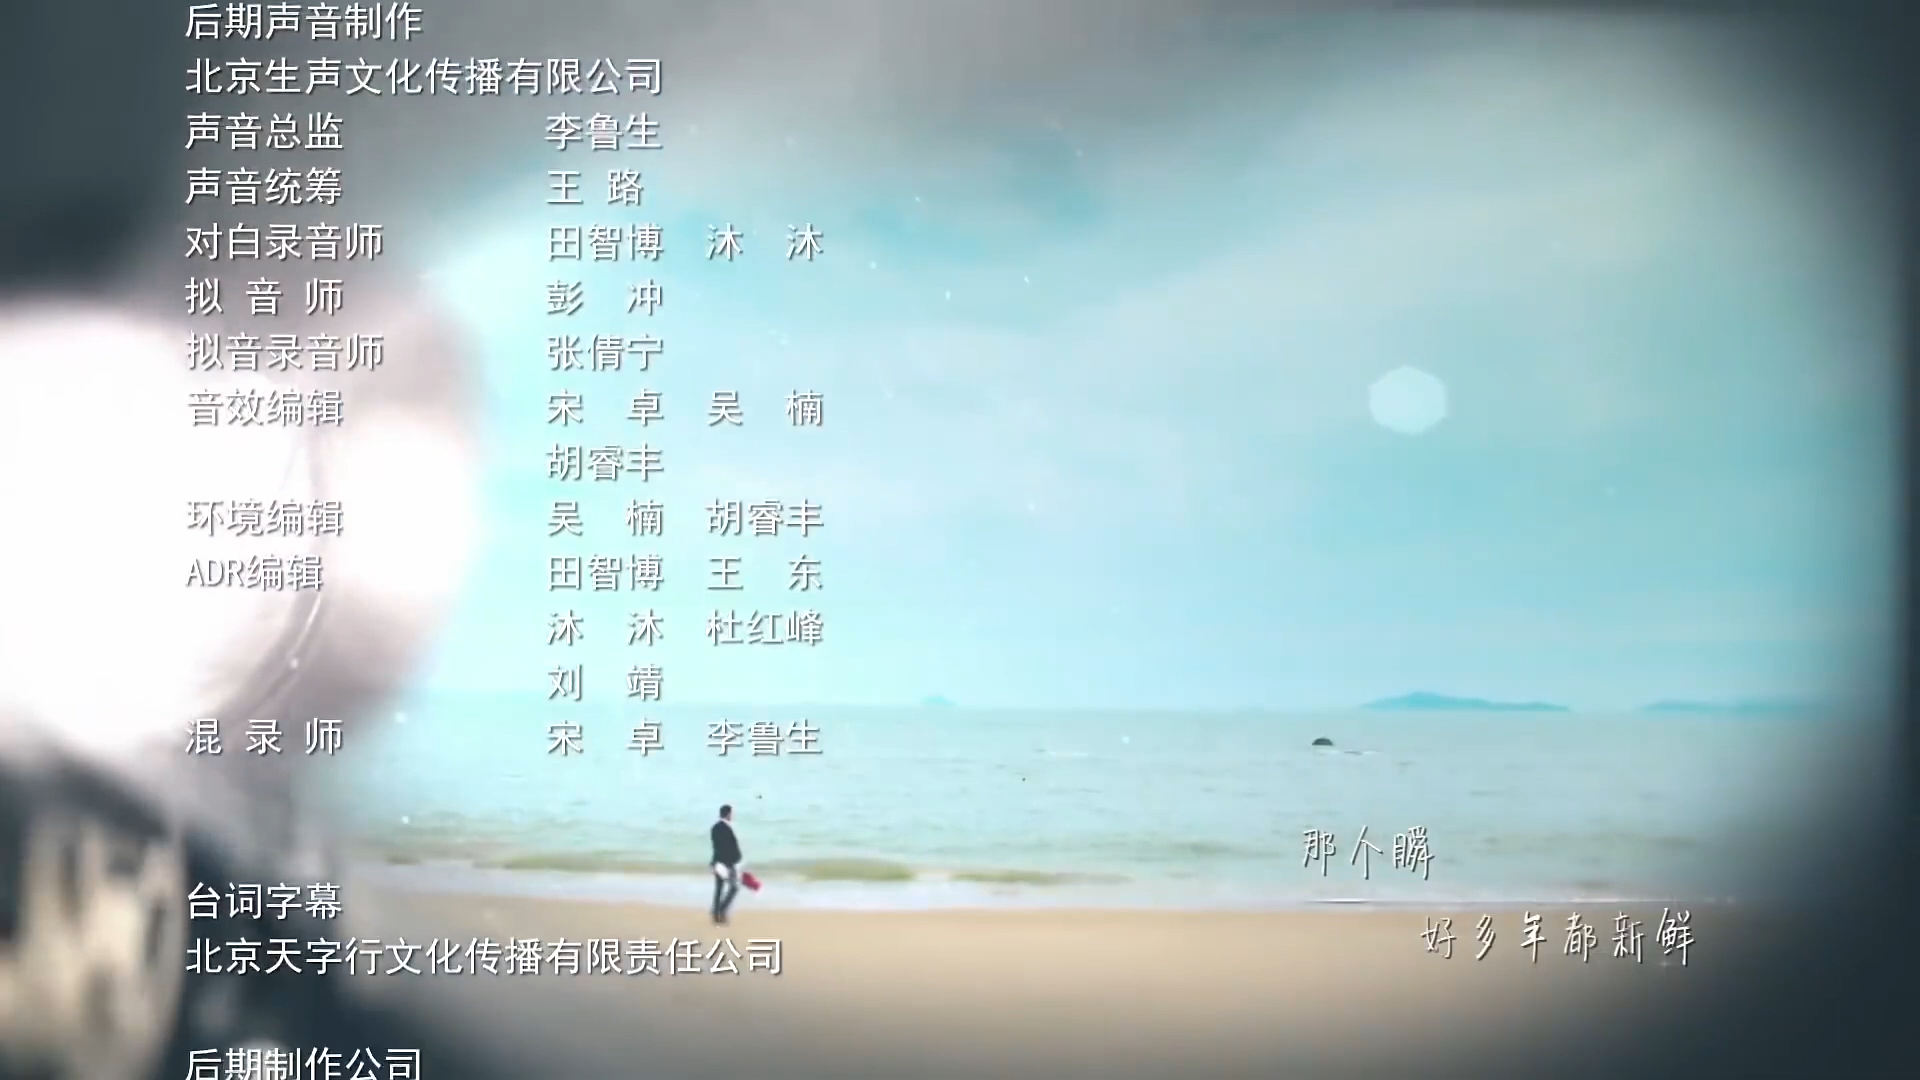 后期声音制作
北京生声文化传播有限公司
声音总监 李鲁生
声音统筹 王 路
对白录音师 田智博 沐 沐
拟 音 师 彭 冲
拟音录音师 张倩宁
音效编辑 宋 卓 吴 楠
胡睿丰
环境编辑 吴 楠 胡睿丰
ADR编辑 田智博 王 东
沐 沐 杜红峰
刘 靖
混 录 师 宋 卓 李鲁生
台词字幕
北京天字行文化传播有限责任公司
后期制作公司
那个瞬
好多年都新鲜